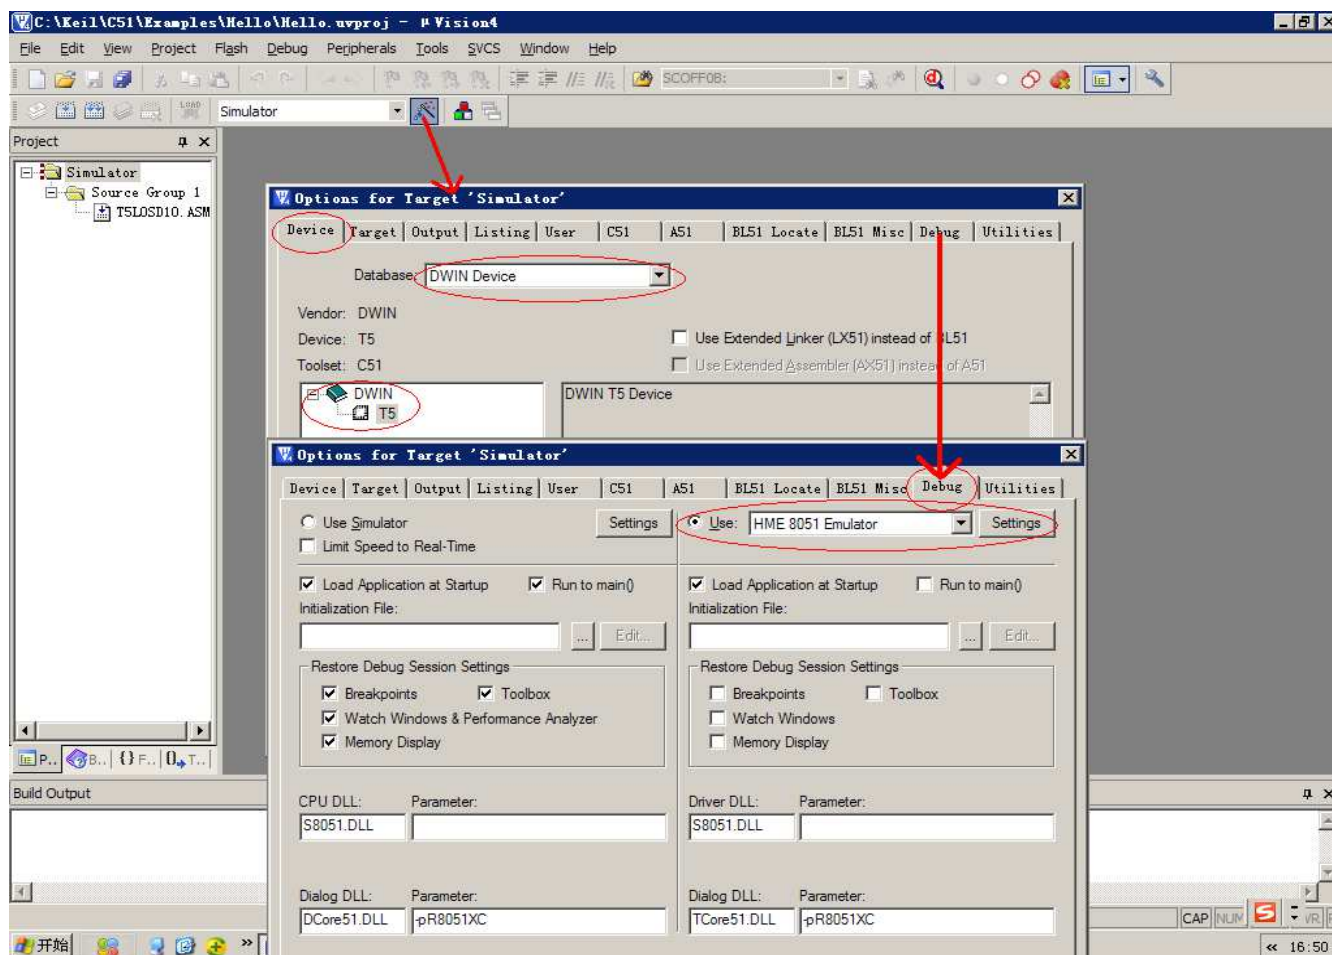 C:\Keil\C51\Examples\Hello\Hello.uvproj - µVision4
File Edit View Project Flash Debug Peripherals Tools SVCS Window Help
SCOFF0B:
LOAD Simulator
Project
Simulator
Source Group 1
T5LOSD10.ASM
Options for Target 'Simulator'
Device Target Output Listing User C51 A51 BL51 Locate BL51 Misc Debug Utilities
Database: DWIN Device
Vendor: DWIN
Device: T5
Use Extended Linker (LX51) instead of BL51
Toolset: C51
Use Extended Assembler (AX51) instead of A51
DWIN
T5
DWIN T5 Device
Options for Target 'Simulator'
Device Target Output Listing User C51 A51 BL51 Locate BL51 Misc Debug Utilities
Use Simulator Settings Use: HME 8051 Emulator Settings
Limit Speed to Real-Time
Load Application at Startup Run to main() Load Application at Startup Run to main()
Initialization File: Initialization File:
... Edit... ... Edit...
Restore Debug Session Settings Restore Debug Session Settings
Breakpoints Toolbox Breakpoints Toolbox
Watch Windows & Performance Analyzer Watch Windows
Memory Display Memory Display
P.. B.. {} F.. 0 T..
Build Output
CPU DLL: Parameter: Driver DLL: Parameter:
S8051.DLL S8051.DLL
Dialog DLL: Parameter: Dialog DLL: Parameter:
DCore51.DLL -pR8051XC TCore51.DLL -pR8051XC
CAP NUM VR
开始 » « 16:50